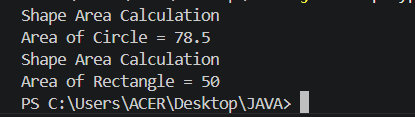 Shape Area Calculation
Area of Circle = 78.5
Shape Area Calculation
Area of Rectangle = 50
PS C:\Users\ACER\Desktop\JAVA>